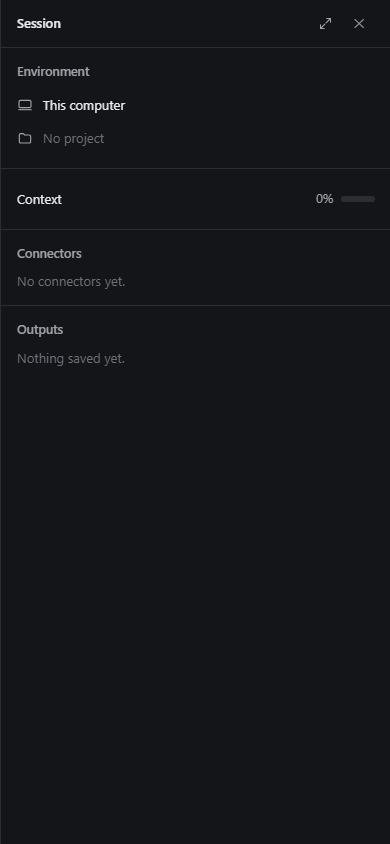 Session
Environment
This computer
No project
Context 0%
Connectors
No connectors yet.
Outputs
Nothing saved yet.